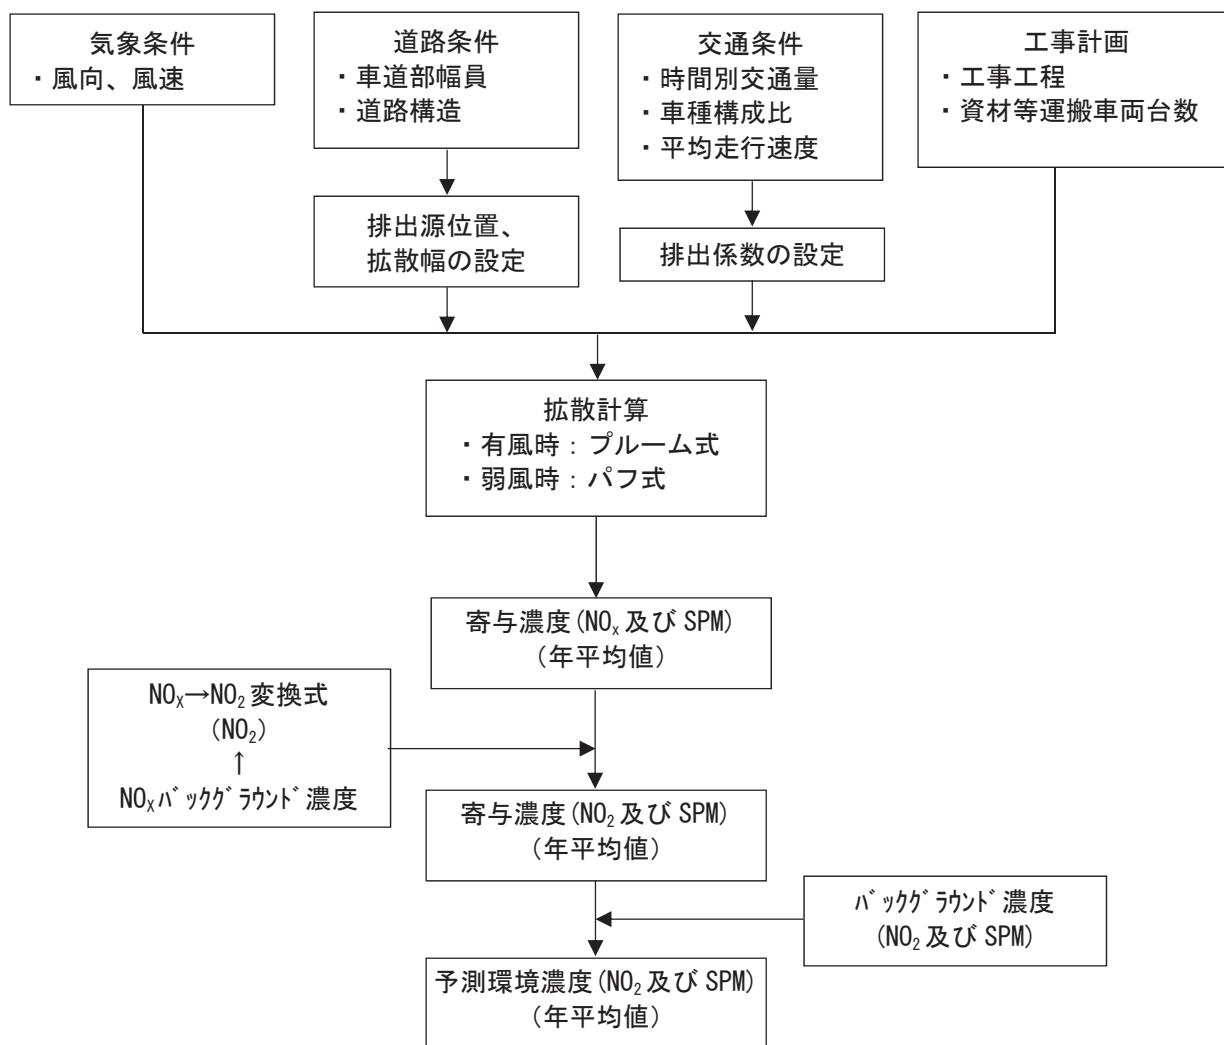 気象条件
・風向、風速
道路条件
・車道部幅員
・道路構造
交通条件
・時間別交通量
・車種構成比
・平均走行速度
工事計画
・工事工程
・資材等運搬車両台数
排出源位置、
拡散幅の設定
排出係数の設定
拡散計算
・有風時：プルーム式
・弱風時：パフ式
寄与濃度(NOx及びSPM)
(年平均値)
NOX→NO2変換式
(NO2)
↑
NOXﾊﾞｯｸｸﾞﾗｳﾝﾄﾞ濃度
寄与濃度(NO2及びSPM)
(年平均値)
ﾊﾞｯｸｸﾞﾗｳﾝﾄﾞ濃度
(NO2及びSPM)
予測環境濃度(NO2及びSPM)
(年平均値)